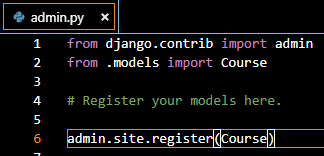 admin.py ×
1 from django.contrib import admin
2 from .models import Course
3
4 # Register your models here.
5
6 admin.site.register(Course)